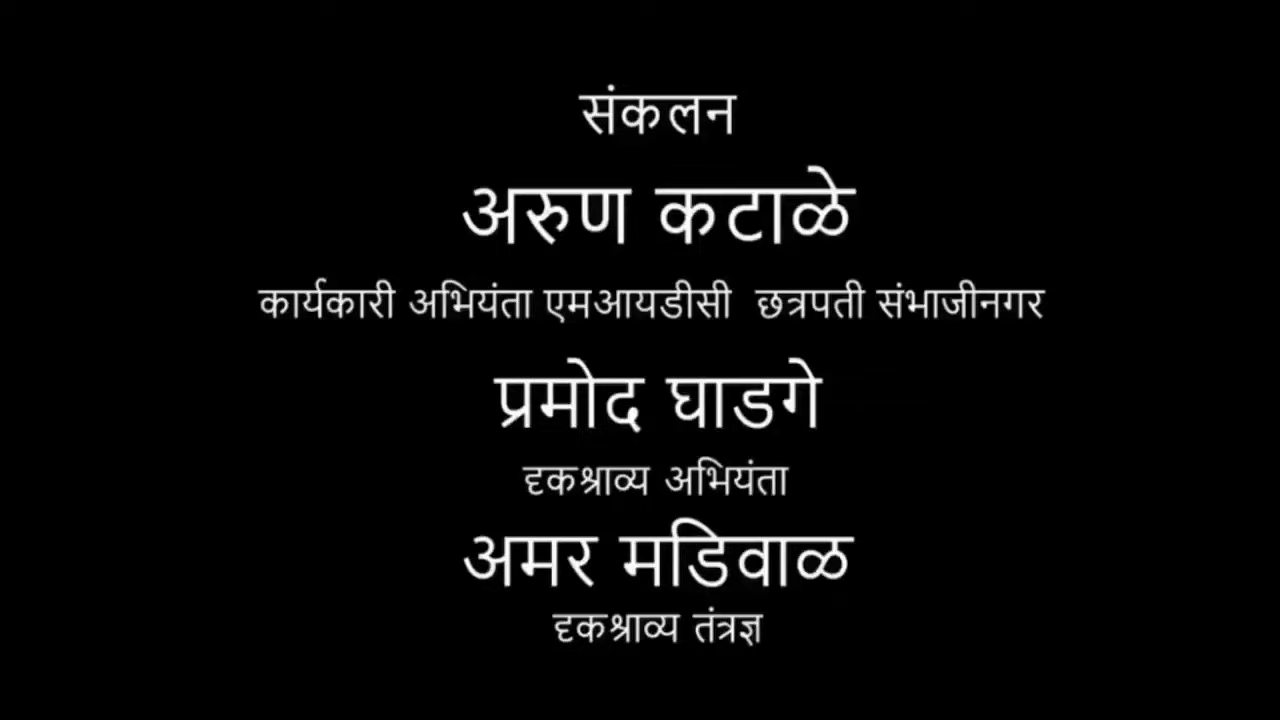 संकलन
अरुण कटाळे
कार्यकारी अभियंता एमआयडीसी छत्रपती संभाजीनगर
प्रमोद घाडगे
दृकश्राव्य अभियंता
अमर मडिवाळ
दृकश्राव्य तंत्रज्ञ